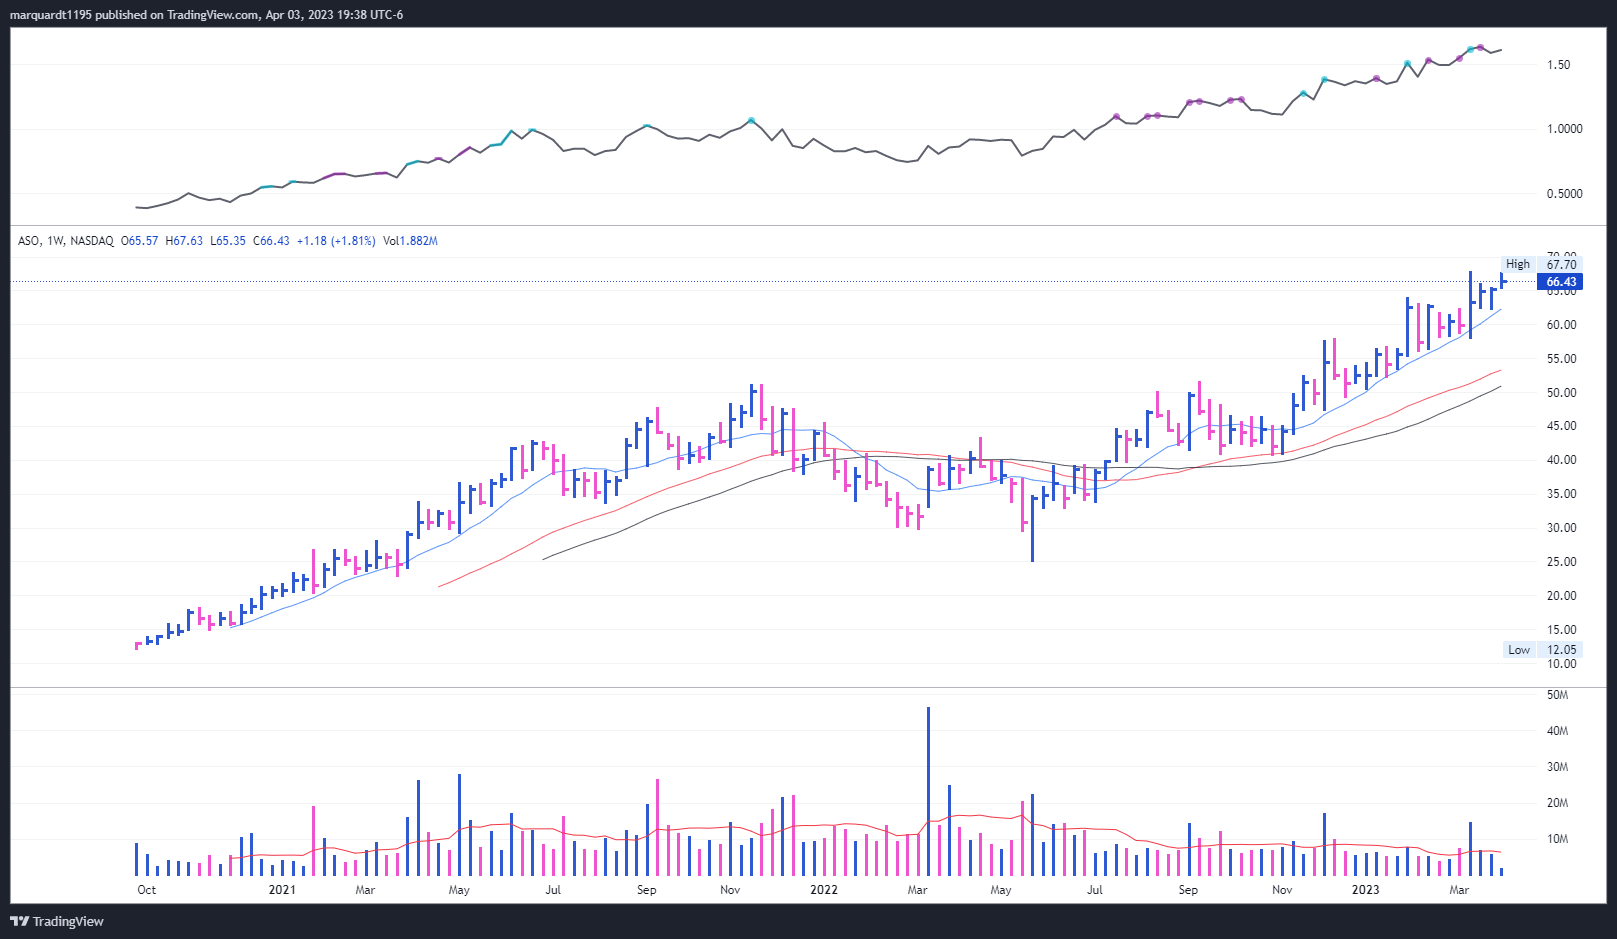 marquardt1195 published on TradingView.com, Apr 03, 2023 19:38 UTC-6
1.50
1.0000
0.5000
ASO, 1W, NASDAQ O65.57 H67.63 L65.35 C66.43 +1.18 (+1.81%) Vol1.882M
70.00
High 67.70
66.43
65.00
60.00
55.00
50.00
45.00
40.00
35.00
30.00
25.00
20.00
15.00
Low 12.05
10.00
50M
40M
30M
20M
10M
Oct 2021 Mar May Jul Sep Nov 2022 Mar May Jul Sep Nov 2023 Mar
TradingView